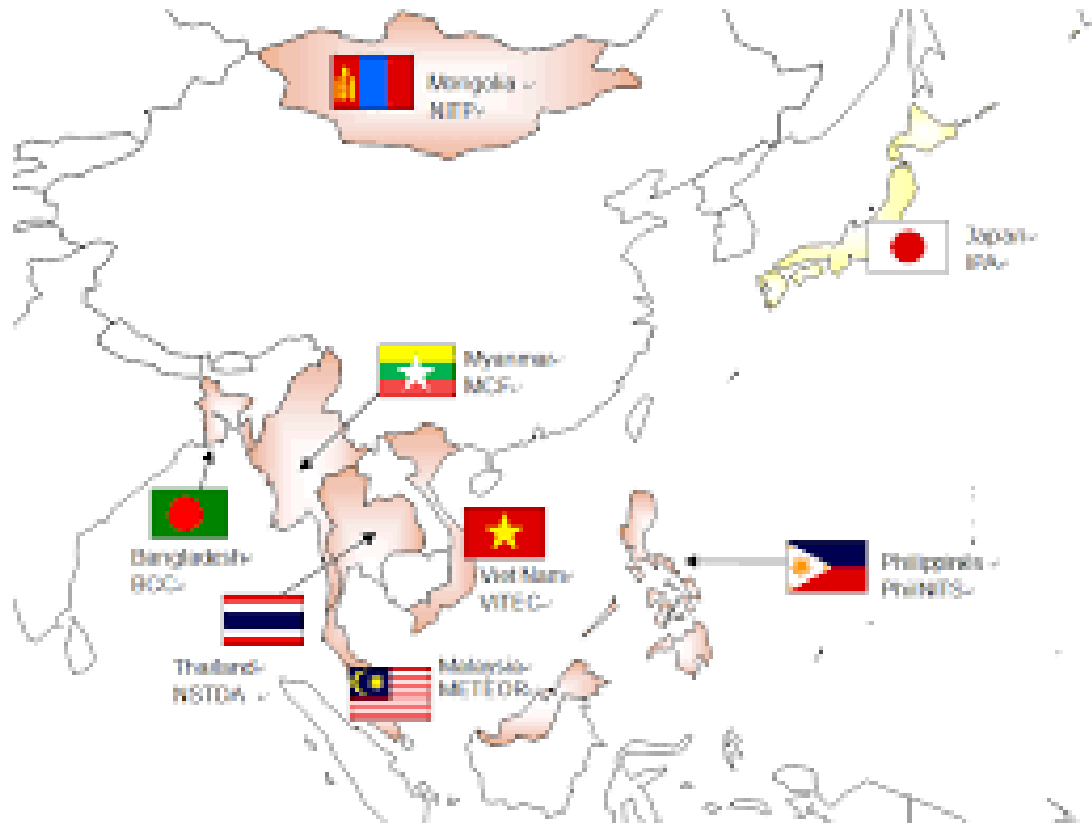 Mongolia
NITP
Japan
IPA
Myanmar
MCF
Bangladesh
BCC
Viet Nam
VITEC
Philippines
PhilNITS
Thailand
NSTDA
Malaysia
METEOR